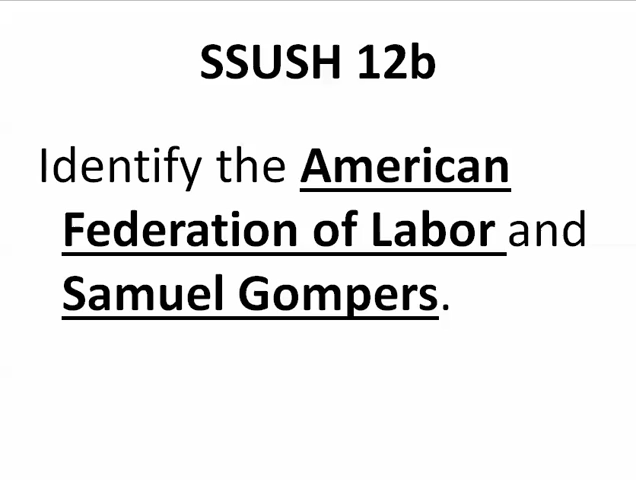 SSUSH 12b
Identify the American
Federation of Labor and
Samuel Gompers.